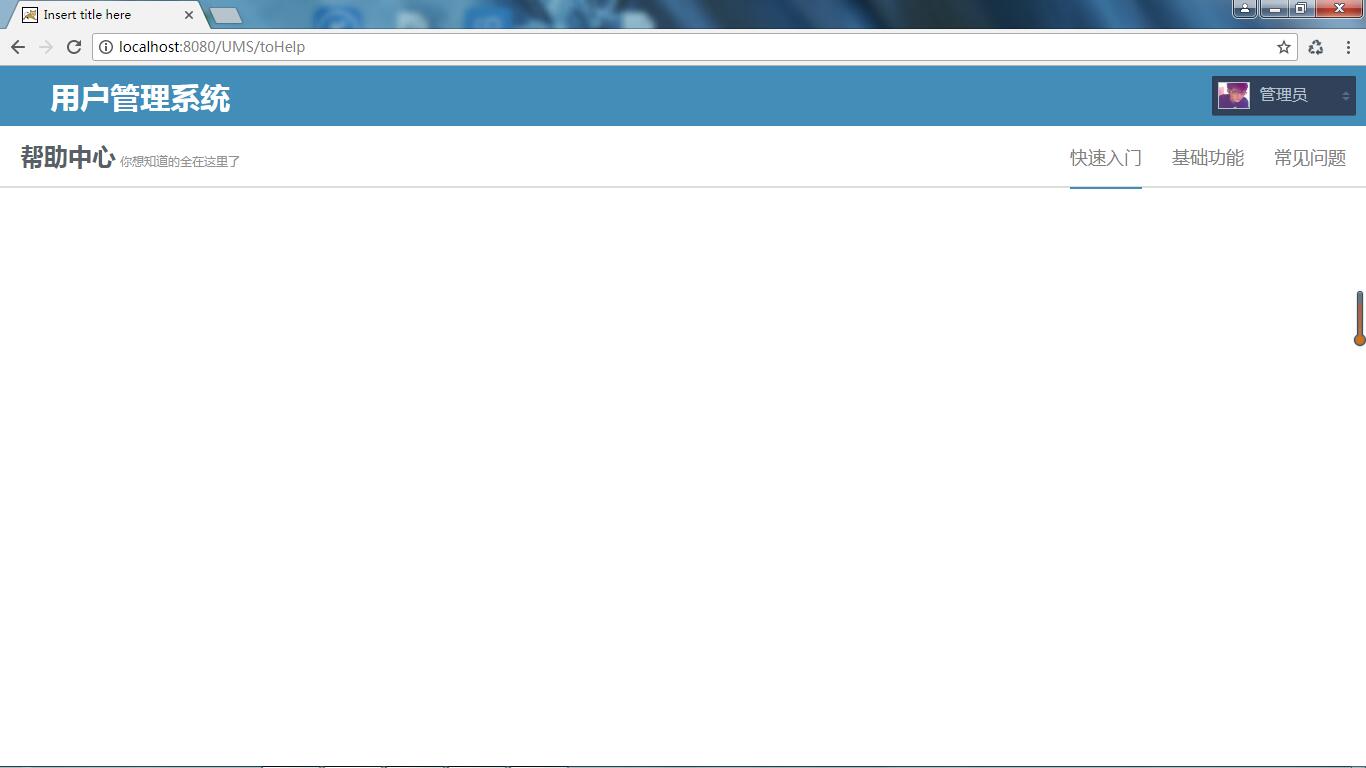 Insert title here
localhost:8080/UMS/toHelp
用户管理系统
管理员
帮助中心 你想知道的全在这里了
快速入门 基础功能 常见问题